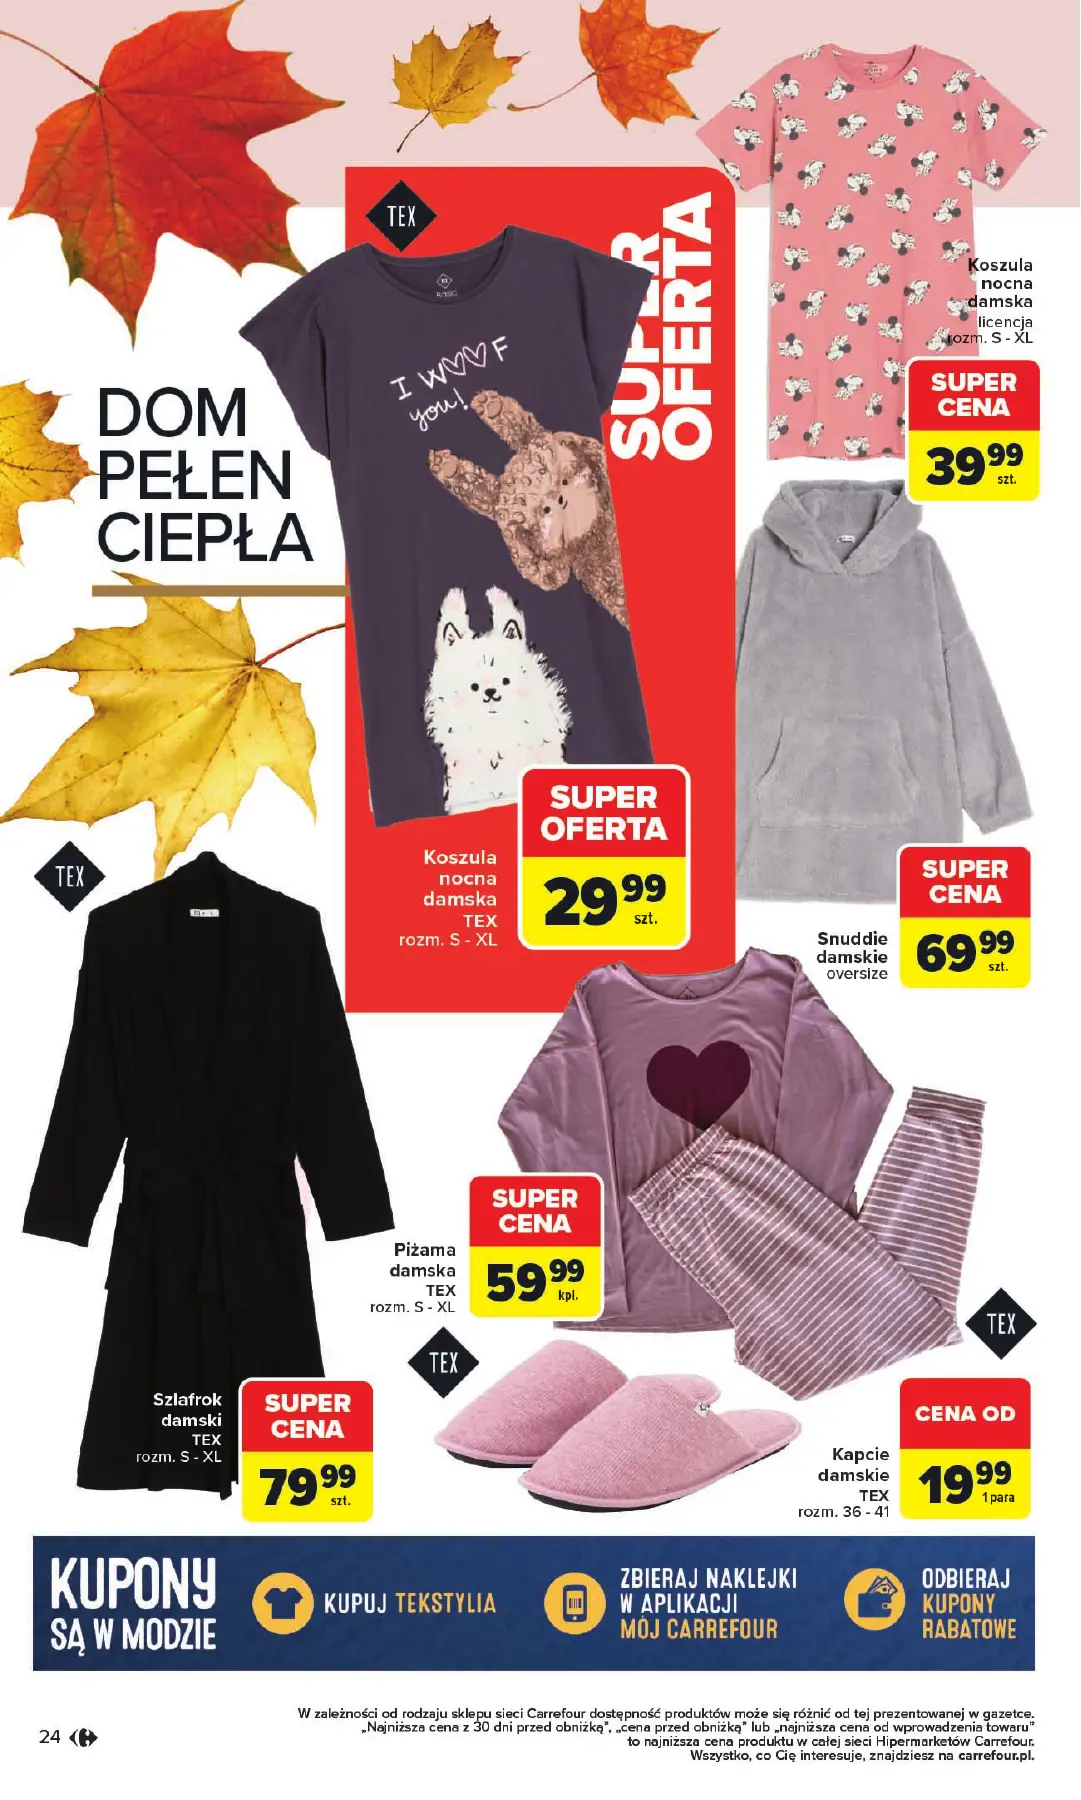 TEX
SUPER
OFERTA
I W♡♡♡F
you!
DOM
PEŁEN
CIEPŁA
Koszula
nocna
damska
licencja
rozm. S - XL
SUPER
CENA
39 99
szt.
SUPER
OFERTA
29 99
szt.
Koszula
nocna
damska
TEX
rozm. S - XL
SUPER
CENA
69 99
szt.
Snuddie
damskie
oversize
TEX
Piżama
damska
TEX
rozm. S - XL
SUPER
CENA
59 99
kpl.
TEX
TEX
Szlafrok
damski
TEX
rozm. S - XL
SUPER
CENA
79 99
szt.
Kapcie
damskie
TEX
rozm. 36 - 41
CENA OD
19 99
1 para
KUPONY
SĄ W MODZIE
KUPUJ TEKSTYLIA
ZBIERAJ NAKLEJKI
W APLIKACJI
MÓJ CARREFOUR
ODBIERAJ
KUPONY
RABATOWE
W zależności od rodzaju sklepu sieci Carrefour dostępność produktów może się różnić od tej prezentowanej w gazetce.
„Najniższa cena z 30 dni przed obniżką”, „cena przed obniżką” lub „najniższa cena od wprowadzenia towaru”
to najniższa cena produktu w całej sieci Hipermarketów Carrefour.
Wszystko, co Cię interesuje, znajdziesz na carrefour.pl.
24